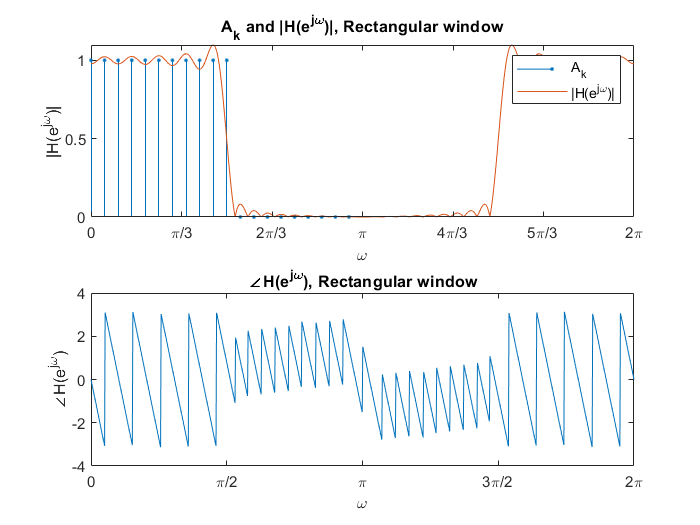 A_k and |H(e^{jω})|, Rectangular window
|H(e^{jω})|
1
0.5
0
A_k
|H(e^{jω})|
0 π/3 2π/3 π 4π/3 5π/3 2π
ω
∠H(e^{jω}), Rectangular window
∠H(e^{jω})
4
2
0
-2
-4
0 π/2 π 3π/2 2π
ω